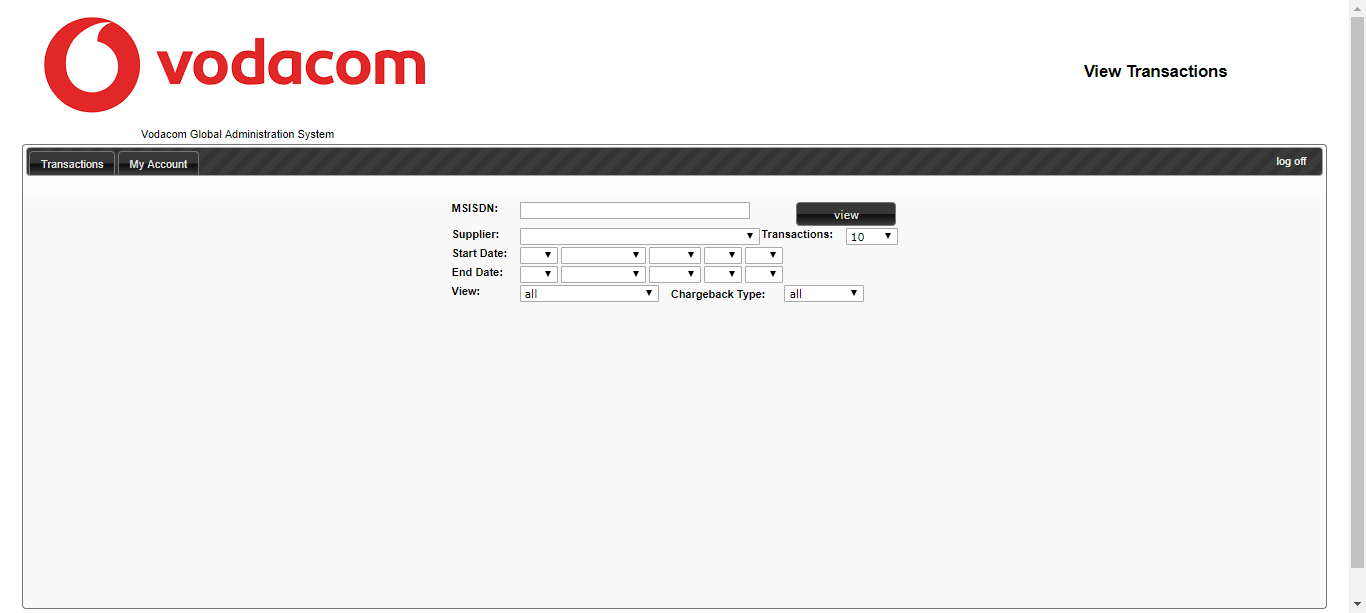 vodacom
View Transactions
Vodacom Global Administration System
Transactions My Account log off
MSISDN: view
Supplier: Transactions: 10
Start Date:
End Date:
View: all Chargeback Type: all